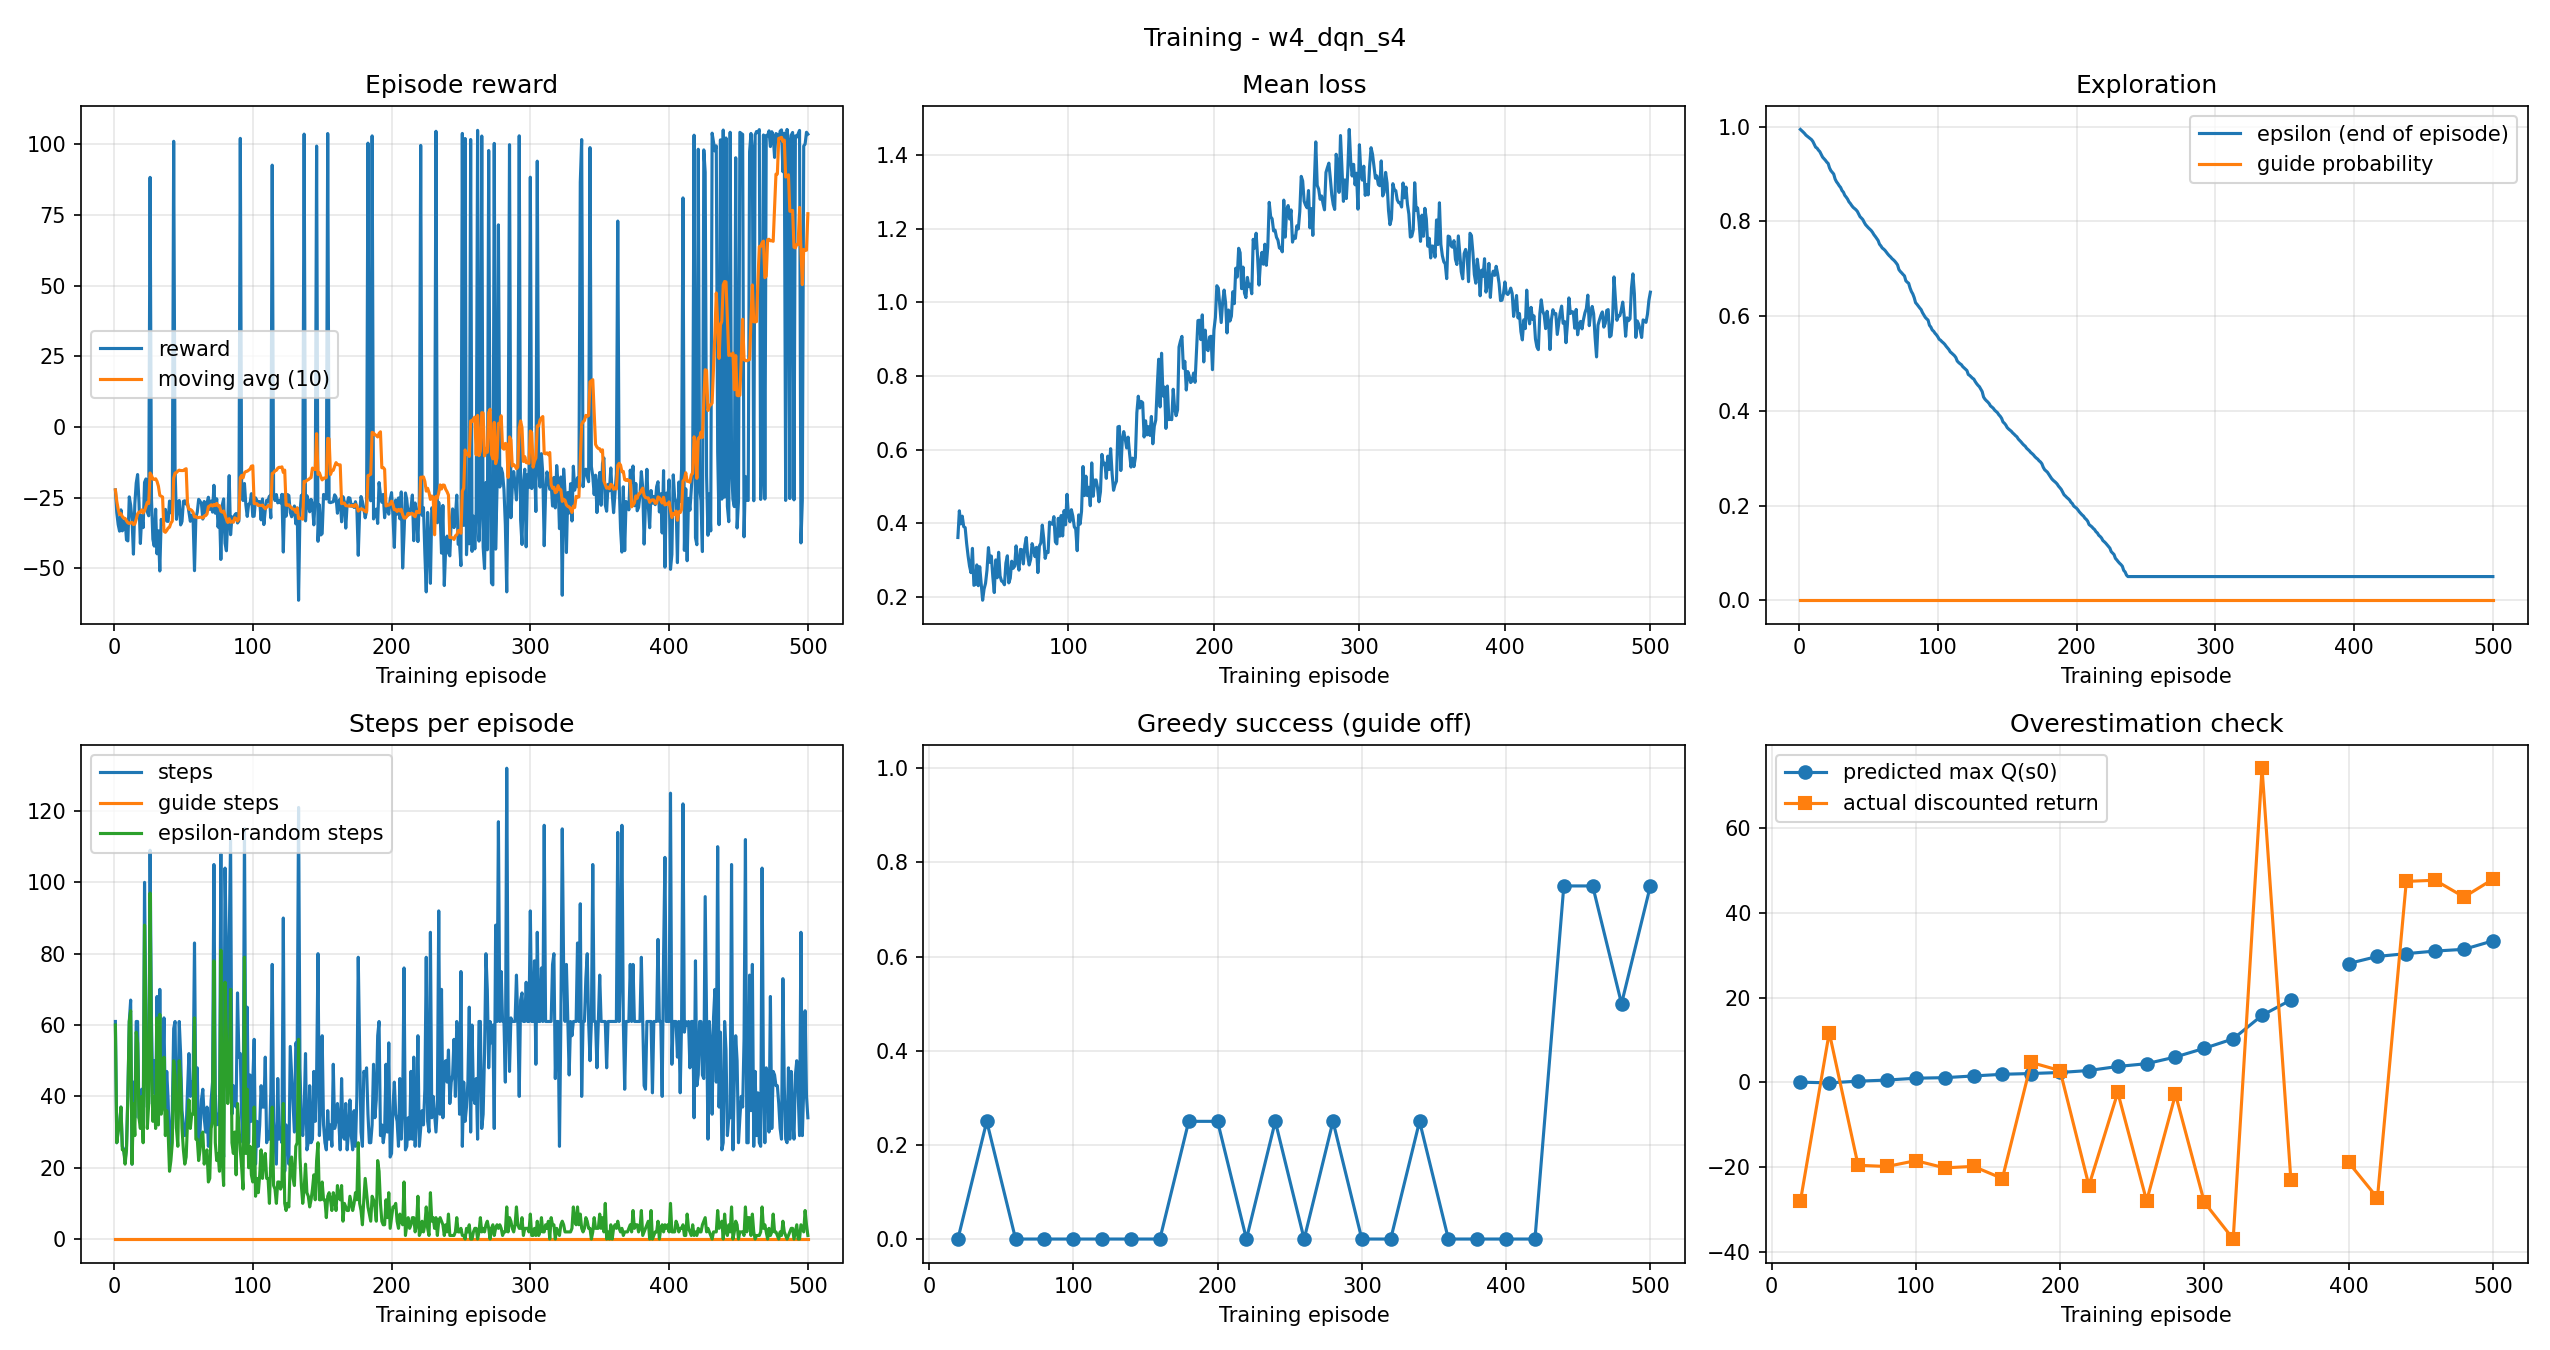 Training - w4_dqn_s4
Episode reward
100
75
50
25
0
−25
−50
reward
moving avg (10)
0 100 200 300 400 500
Training episode
Mean loss
1.4
1.2
1.0
0.8
0.6
0.4
0.2
100 200 300 400 500
Training episode
Exploration
1.0
0.8
0.6
0.4
0.2
0.0
epsilon (end of episode)
guide probability
0 100 200 300 400 500
Training episode
Steps per episode
120
100
80
60
40
20
0
steps
guide steps
epsilon-random steps
0 100 200 300 400 500
Training episode
Greedy success (guide off)
1.0
0.8
0.6
0.4
0.2
0.0
0 100 200 300 400 500
Training episode
Overestimation check
60
40
20
0
−20
−40
predicted max Q(s0)
actual discounted return
0 100 200 300 400 500
Training episode